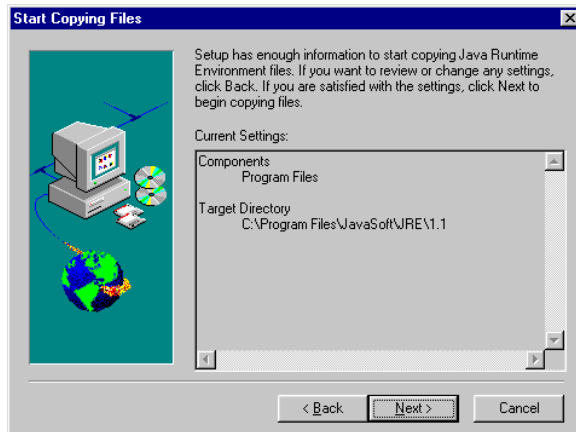 Start Copying Files
Setup has enough information to start copying Java Runtime
Environment files. If you want to review or change any settings,
click Back. If you are satisfied with the settings, click Next to
begin copying files.
Current Settings:
Components
Program Files
Target Directory
C:\Program Files\JavaSoft\JRE\1.1
< Back
Next >
Cancel